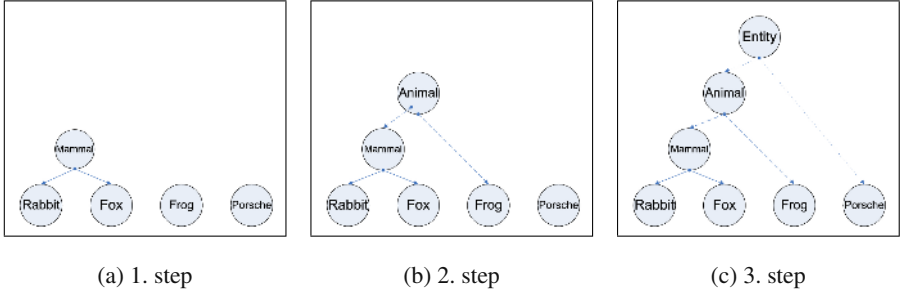 Mammal
Rabbit Fox Frog Porsche
(a) 1. step
Animal
Mammal
Rabbit Fox Frog Porsche
(b) 2. step
Entity
Animal
Mammal
Rabbit Fox Frog Porsche
(c) 3. step